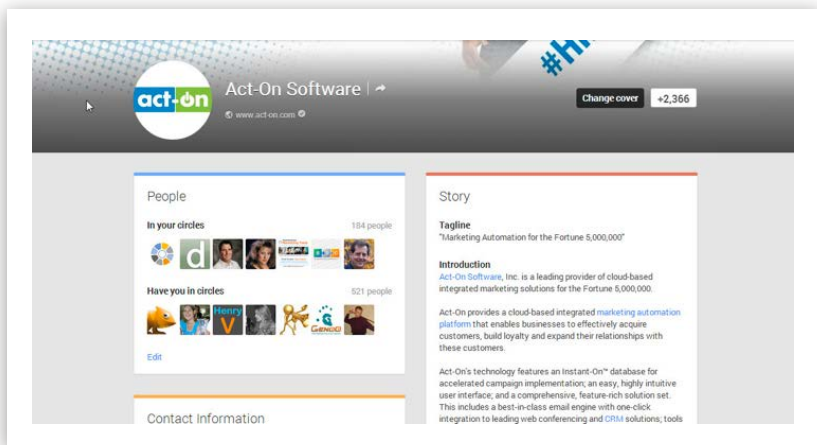 #H
act-on
Act-On Software
www.act-on.com
Change cover
+2,366
People
In your circles
184 people
d
Have you in circles
521 people
Henry
V
GENOO
Edit
Contact Information
Story
Tagline
"Marketing Automation for the Fortune 5,000,000"
Introduction
Act-On Software, Inc. is a leading provider of cloud-based
integrated marketing solutions for the Fortune 5,000,000.
Act-On provides a cloud-based integrated marketing automation
platform that enables businesses to effectively acquire
customers, build loyalty and expand their relationships with
these customers.
Act-On's technology features an Instant-On™ database for
accelerated campaign implementation; an easy, highly intuitive
user interface; and a comprehensive, feature-rich solution set.
This includes a best-in-class email engine with one-click
integration to leading web conferencing and CRM solutions; tools